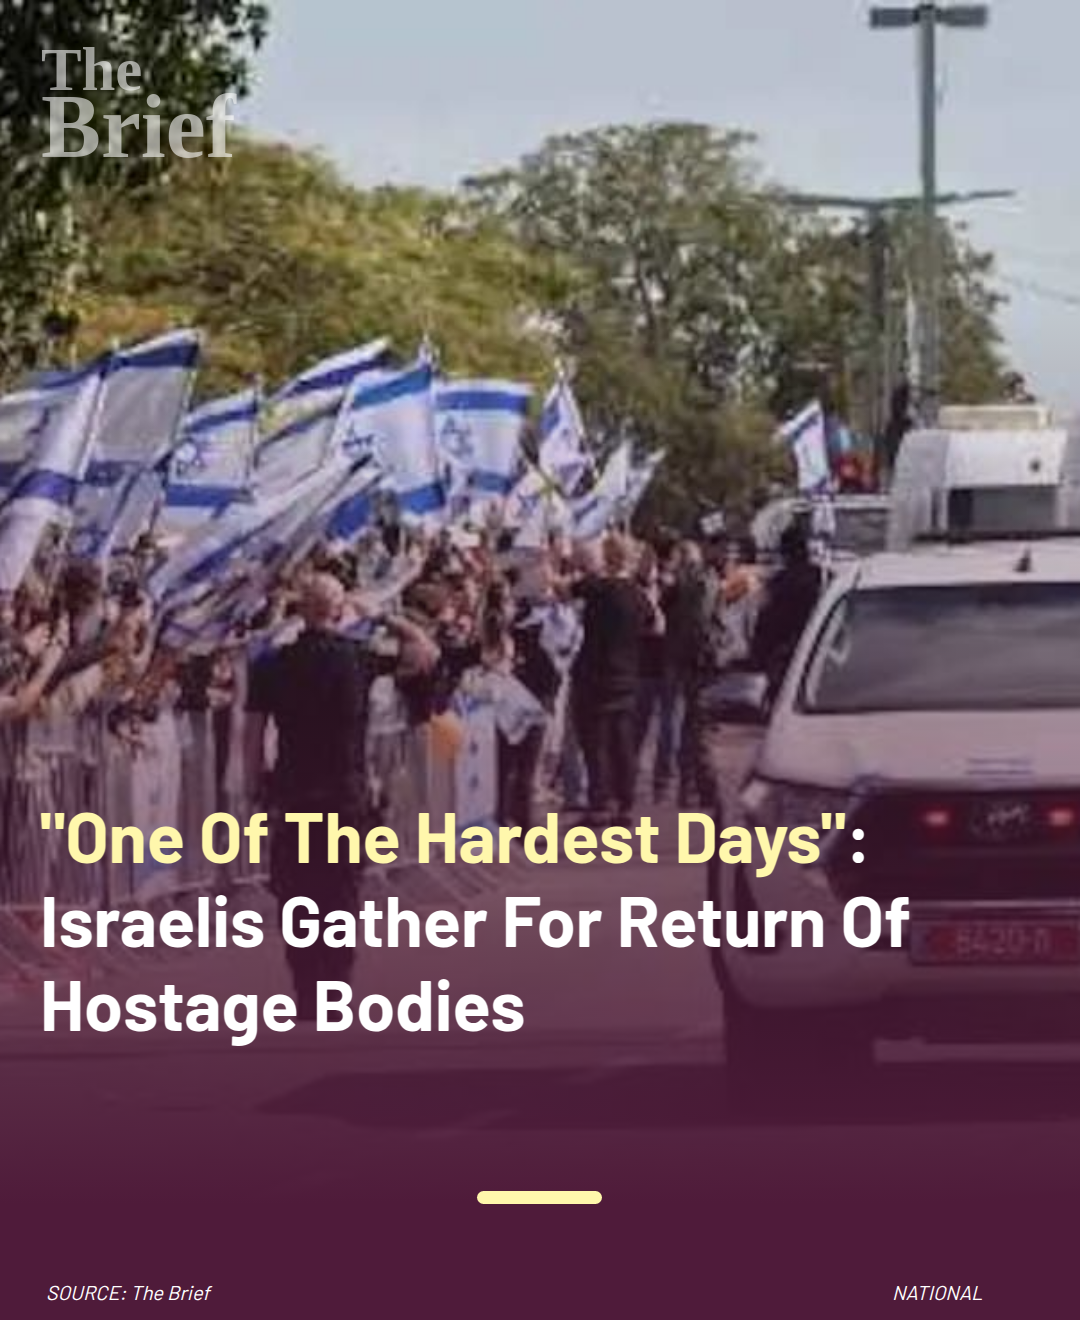 The
Brief
"One Of The Hardest Days":
Israelis Gather For Return Of
Hostage Bodies
SOURCE: The Brief
NATIONAL